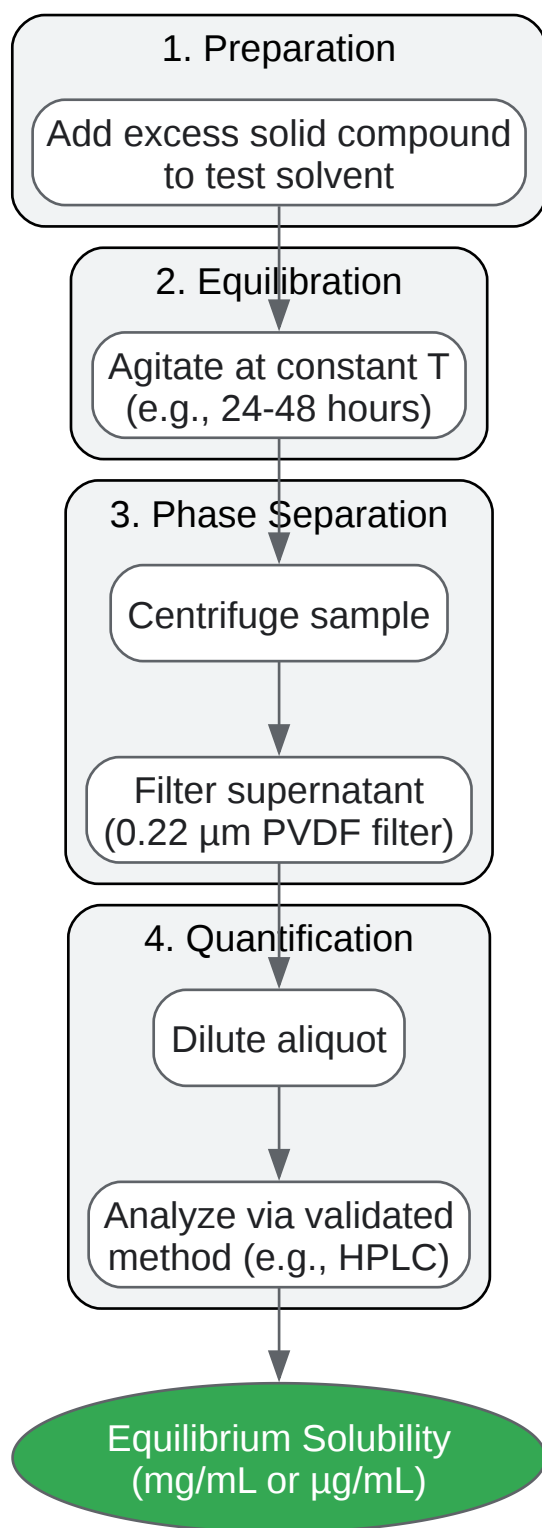 1. Preparation
Add excess solid compound
to test solvent
2. Equilibration
Agitate at constant T
(e.g., 24-48 hours)
3. Phase Separation
Centrifuge sample
Filter supernatant
(0.22 µm PVDF filter)
4. Quantification
Dilute aliquot
Analyze via validated
method (e.g., HPLC)
Equilibrium Solubility
(mg/mL or µg/mL)